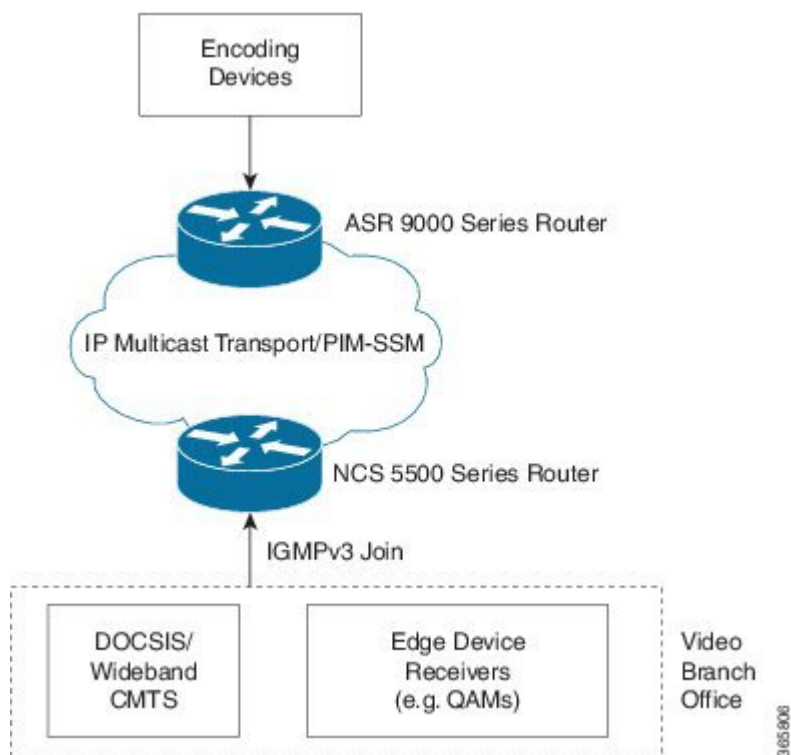 Encoding
Devices
ASR 9000 Series Router
IP Multicast Transport/PIM-SSM
NCS 5500 Series Router
IGMPv3 Join
DOCSIS/
Wideband
CMTS
Edge Device
Receivers
(e.g. QAMs)
Video
Branch
Office
365806